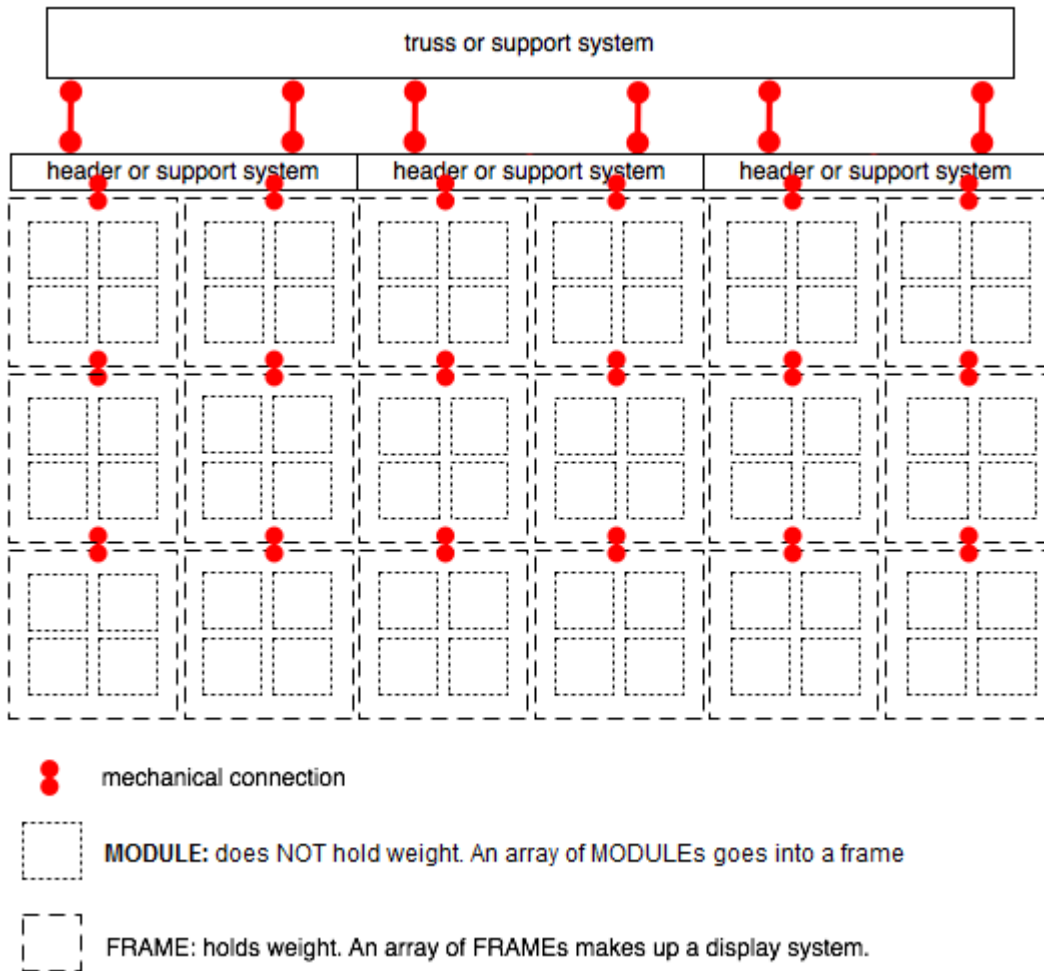 truss or support system
header or support system header or support system header or support system
mechanical connection
MODULE: does NOT hold weight. An array of MODULEs goes into a frame
FRAME: holds weight. An array of FRAMEs makes up a display system.